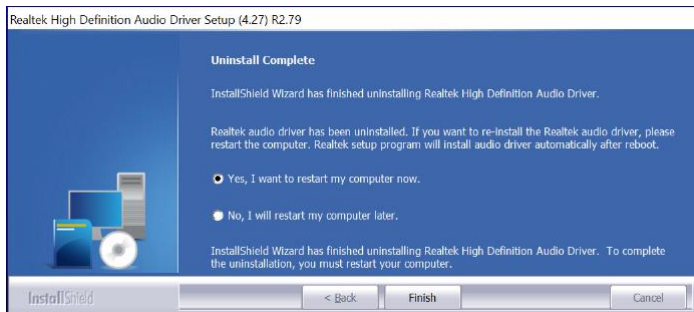 Realtek High Definition Audio Driver Setup (4.27) R2.79
Uninstall Complete
InstallShield Wizard has finished uninstalling Realtek High Definition Audio Driver.
Realtek audio driver has been uninstalled. If you want to re-install the Realtek audio driver, please
restart the computer. Realtek setup program will install audio driver automatically after reboot.
Yes, I want to restart my computer now.
No, I will restart my computer later.
InstallShield Wizard has finished uninstalling Realtek High Definition Audio Driver. To complete
the uninstallation, you must restart your computer.
InstallShield
< Back
Finish
Cancel